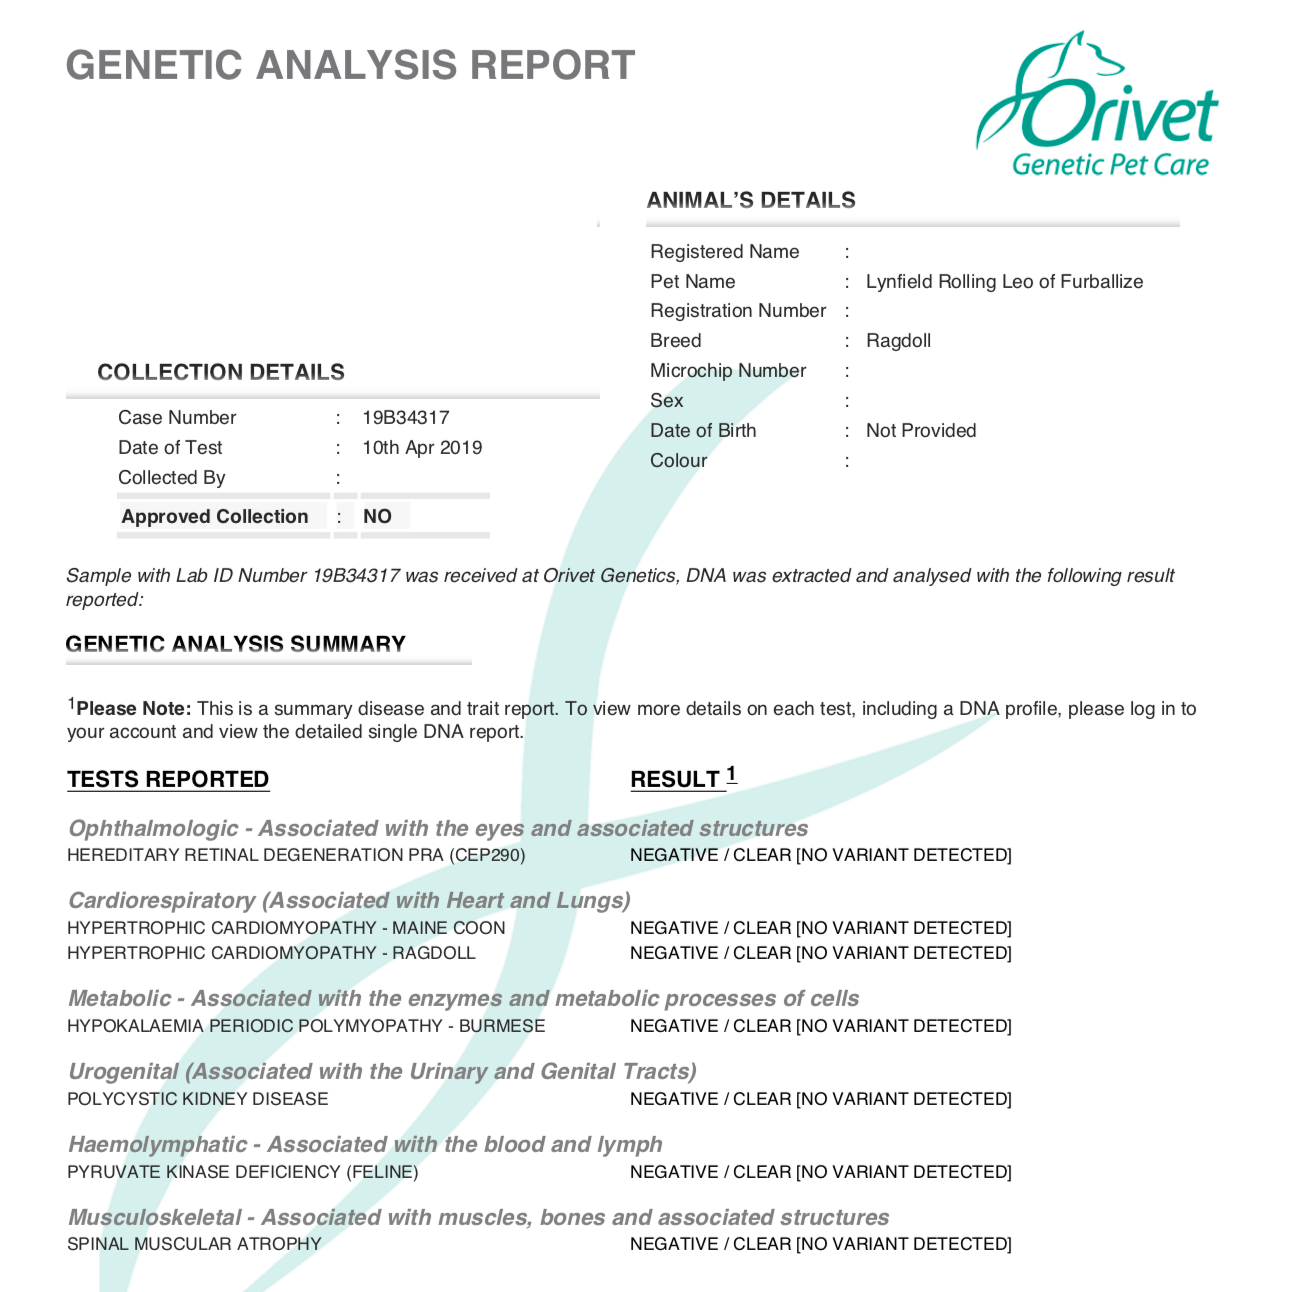 GENETIC ANALYSIS REPORT
Orivet
Genetic Pet Care
ANIMAL'S DETAILS
Registered Name :
Pet Name : Lynfield Rolling Leo of Furballize
Registration Number :
Breed : Ragdoll
Microchip Number :
Sex :
Date of Birth : Not Provided
Colour :
COLLECTION DETAILS
Case Number : 19B34317
Date of Test : 10th Apr 2019
Collected By :
Approved Collection : NO
Sample with Lab ID Number 19B34317 was received at Orivet Genetics, DNA was extracted and analysed with the following result
reported:
GENETIC ANALYSIS SUMMARY
¹Please Note: This is a summary disease and trait report. To view more details on each test, including a DNA profile, please log in to
your account and view the detailed single DNA report.
TESTS REPORTED RESULT ¹
Ophthalmologic - Associated with the eyes and associated structures
HEREDITARY RETINAL DEGENERATION PRA (CEP290) NEGATIVE / CLEAR [NO VARIANT DETECTED]
Cardiorespiratory (Associated with Heart and Lungs)
HYPERTROPHIC CARDIOMYOPATHY - MAINE COON NEGATIVE / CLEAR [NO VARIANT DETECTED]
HYPERTROPHIC CARDIOMYOPATHY - RAGDOLL NEGATIVE / CLEAR [NO VARIANT DETECTED]
Metabolic - Associated with the enzymes and metabolic processes of cells
HYPOKALAEMIA PERIODIC POLYMYOPATHY - BURMESE NEGATIVE / CLEAR [NO VARIANT DETECTED]
Urogenital (Associated with the Urinary and Genital Tracts)
POLYCYSTIC KIDNEY DISEASE NEGATIVE / CLEAR [NO VARIANT DETECTED]
Haemolymphatic - Associated with the blood and lymph
PYRUVATE KINASE DEFICIENCY (FELINE) NEGATIVE / CLEAR [NO VARIANT DETECTED]
Musculoskeletal - Associated with muscles, bones and associated structures
SPINAL MUSCULAR ATROPHY NEGATIVE / CLEAR [NO VARIANT DETECTED]